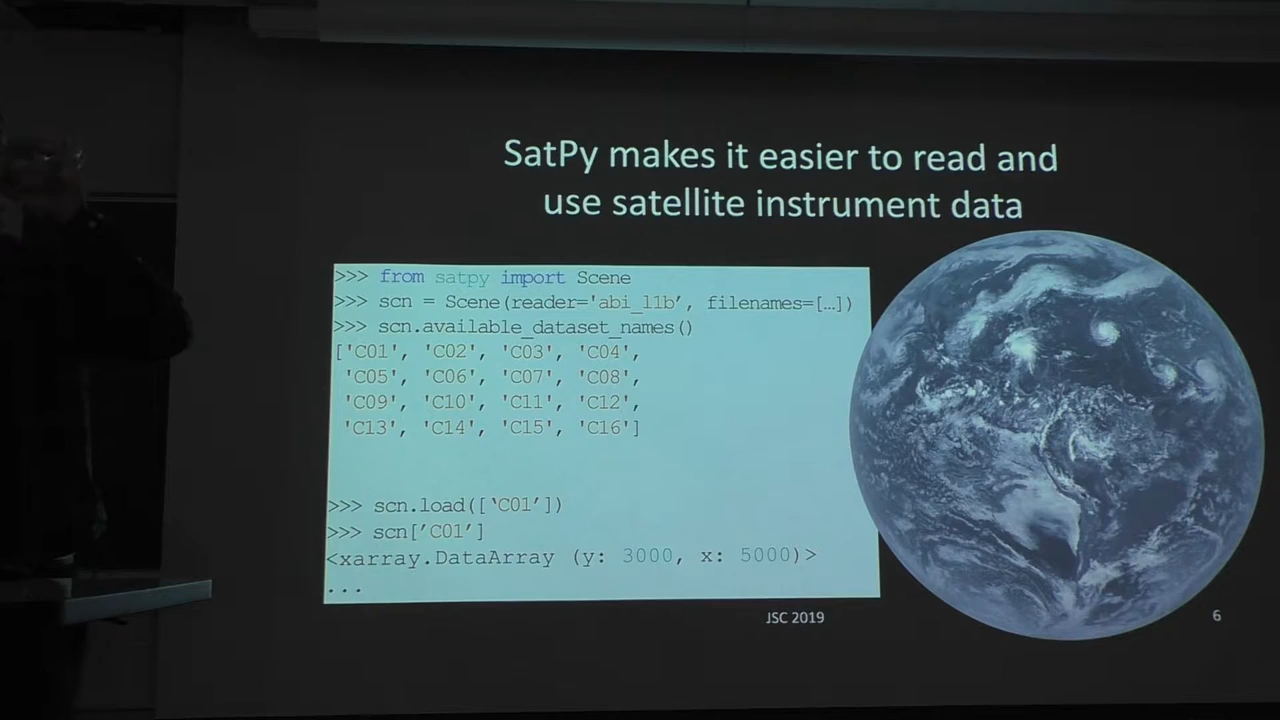 SatPy makes it easier to read and
use satellite instrument data
>>> from satpy import Scene
>>> scn = Scene(reader='abi_l1b’, filenames=[…])
>>> scn.available_dataset_names()
['C01', 'C02', 'C03', 'C04',
'C05', 'C06', 'C07', 'C08',
'C09', 'C10', 'C11', 'C12',
'C13', 'C14', 'C15', 'C16']
>>> scn.load([‘C01’])
>>> scn[’C01’]
<xarray.DataArray (y: 3000, x: 5000)>
...
JSC 2019
6